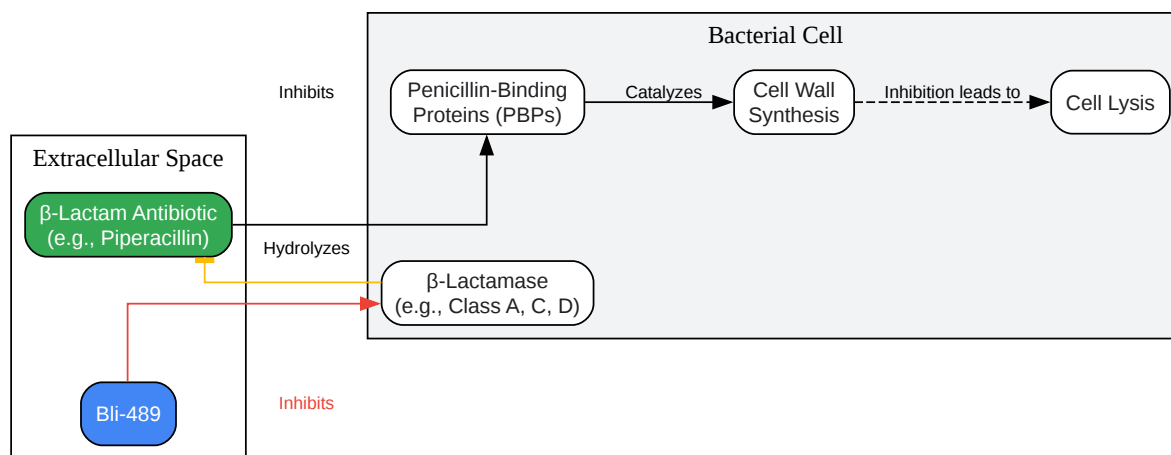 Bacterial Cell
Inhibits
Penicillin-Binding
Proteins (PBPs)
Catalyzes
Cell Wall
Synthesis
Inhibition leads to
Cell Lysis
Extracellular Space
β-Lactam Antibiotic
(e.g., Piperacillin)
Hydrolyzes
β-Lactamase
(e.g., Class A, C, D)
Bli-489
Inhibits